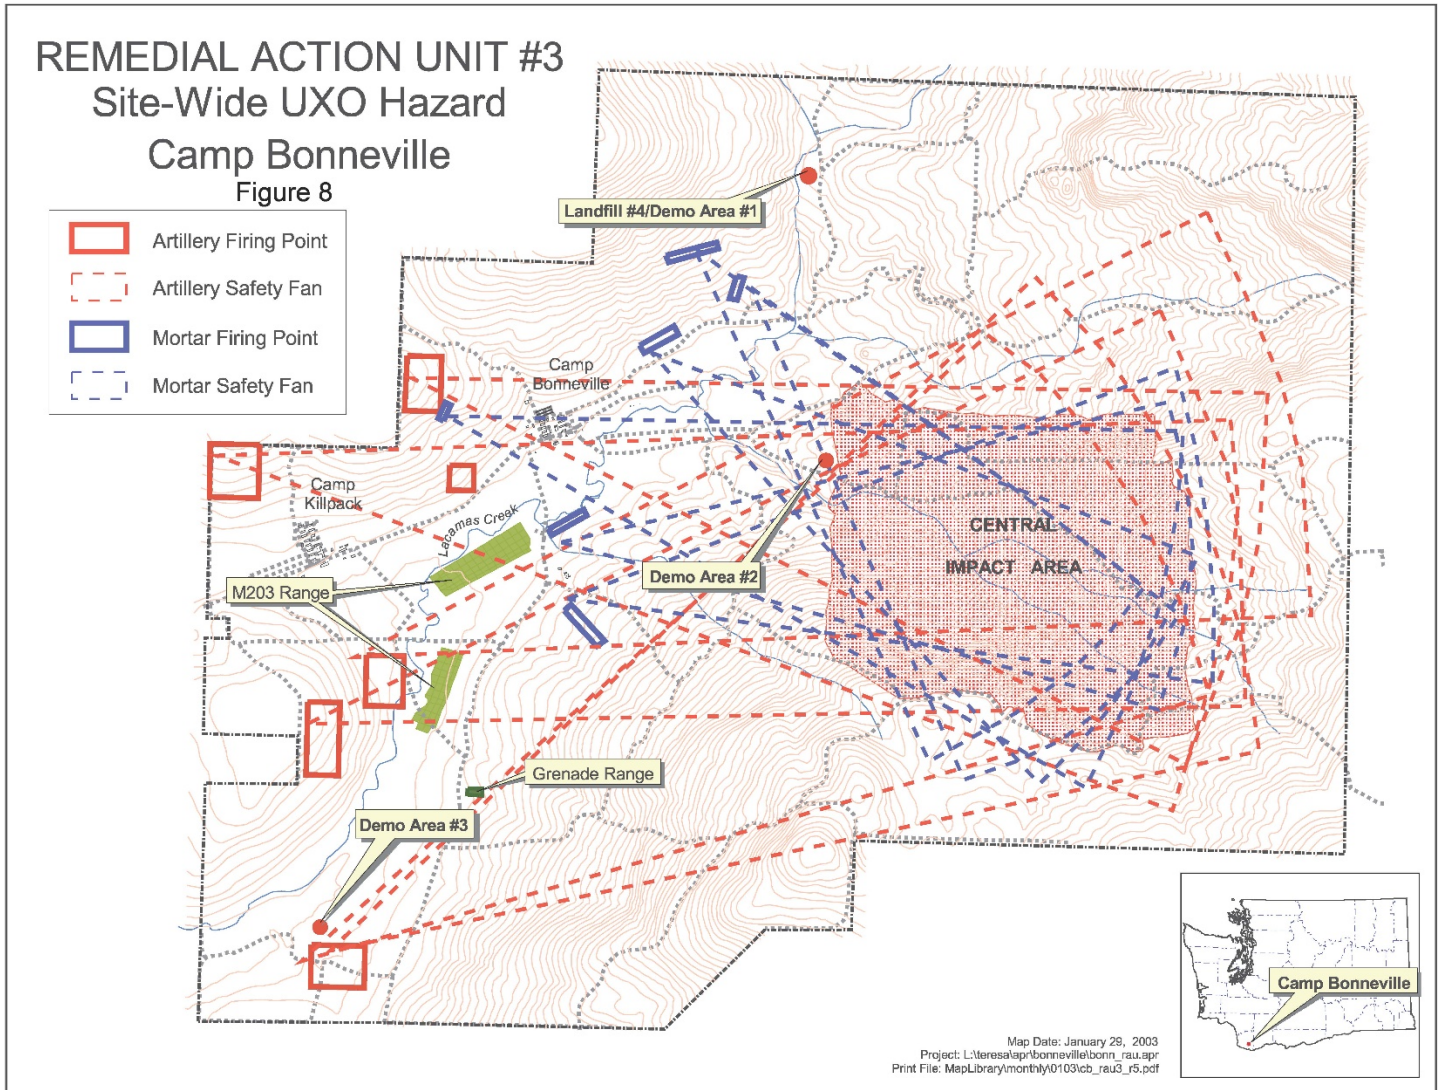 REMEDIAL ACTION UNIT #3
Site-Wide UXO Hazard
Camp Bonneville
Figure 8
Artillery Firing Point
Artillery Safety Fan
Mortar Firing Point
Mortar Safety Fan
Landfill #4/Demo Area #1
Camp
Bonneville
Camp
Killpack
Lacamas Creek
M203 Range
Demo Area #2
CENTRAL
IMPACT AREA
Grenade Range
Demo Area #3
Camp Bonneville
Map Date: January 29, 2003
Project: L:\teresa\apr\bonneville\bonn_rau.apr
Print File: MapLibrary\monthly\0103\cb_rau3_r5.pdf